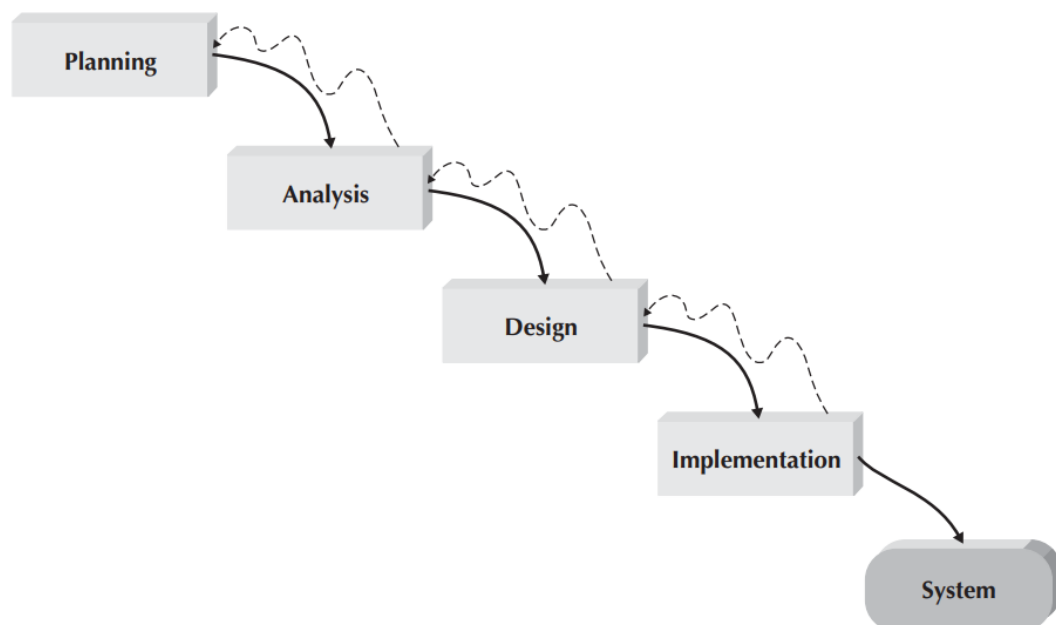 Planning
Analysis
Design
Implementation
System